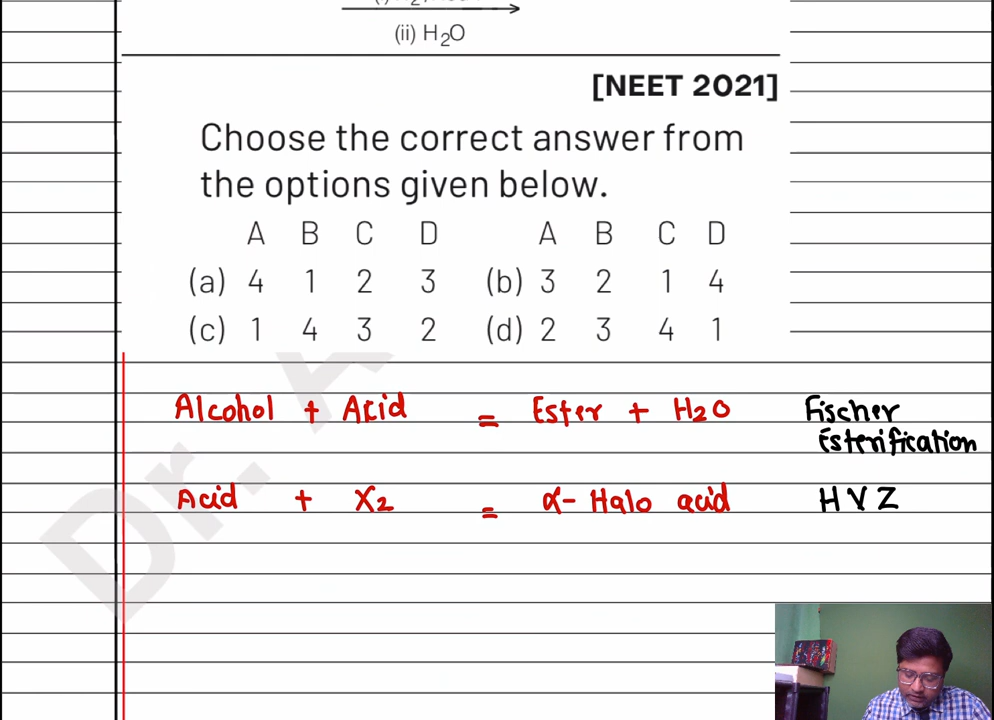 (ii) H₂O
[NEET 2021]
Choose the correct answer from
the options given below.
A B C D A B C D
(a) 4 1 2 3 (b) 3 2 1 4
(c) 1 4 3 2 (d) 2 3 4 1
Alcohol + Acid = Ester + H₂O Fischer
Esterification
Acid + X₂ = α- Halo acid HVZ
Dr. A